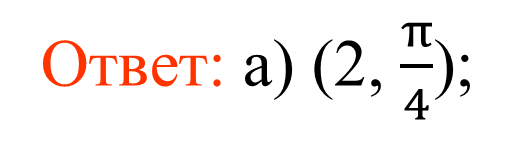 Ответ: а) (2, π/4);